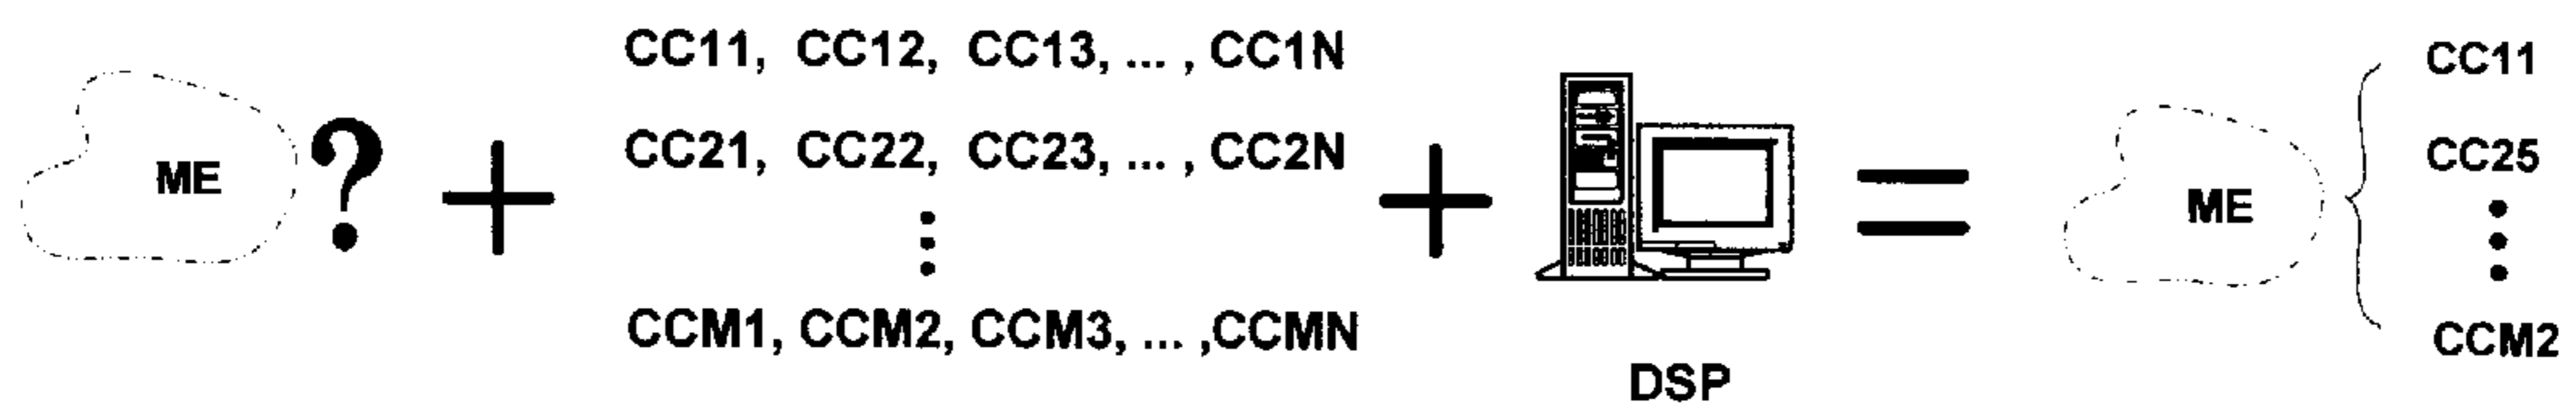 CC11, CC12, CC13, ... , CC1N
CC21, CC22, CC23, ... , CC2N
CCM1, CCM2, CCM3, ... ,CCMN
ME ?
+
+
DSP
=
ME
CC11
CC25
CCM2